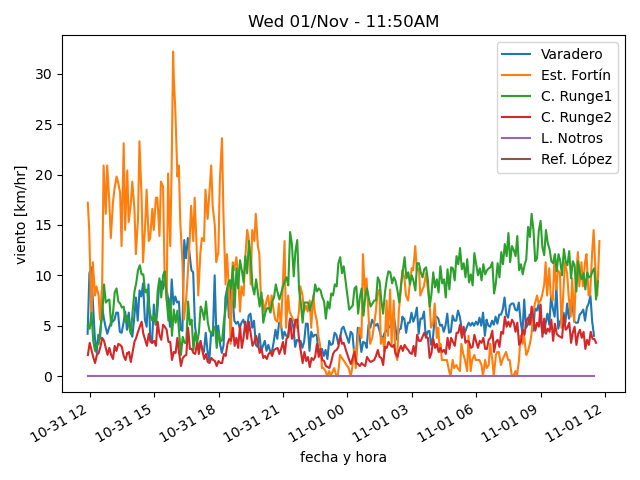 Wed 01/Nov - 11:50AM
Varadero
Est. Fortín
C. Runge1
C. Runge2
L. Notros
Ref. López
viento [km/hr]
30
25
20
15
10
5
0
10-31 12
10-31 15
10-31 18
10-31 21
11-01 00
11-01 03
11-01 06
11-01 09
11-01 12
fecha y hora